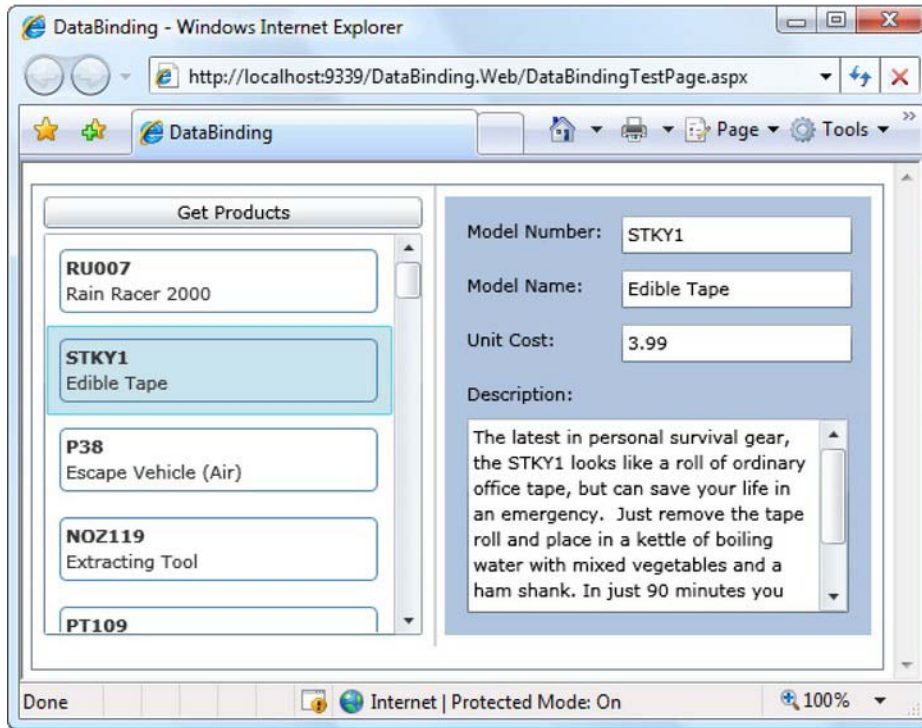 DataBinding - Windows Internet Explorer
http://localhost:9339/DataBinding.Web/DataBindingTestPage.aspx
DataBinding
Page
Tools
Get Products
RU007
Rain Racer 2000
STKY1
Edible Tape
P38
Escape Vehicle (Air)
NOZ119
Extracting Tool
PT109
Model Number: STKY1
Model Name: Edible Tape
Unit Cost: 3.99
Description:
The latest in personal survival gear,
the STKY1 looks like a roll of ordinary
office tape, but can save your life in
an emergency.  Just remove the tape
roll and place in a kettle of boiling
water with mixed vegetables and a
ham shank. In just 90 minutes you
Done
Internet | Protected Mode: On
100%